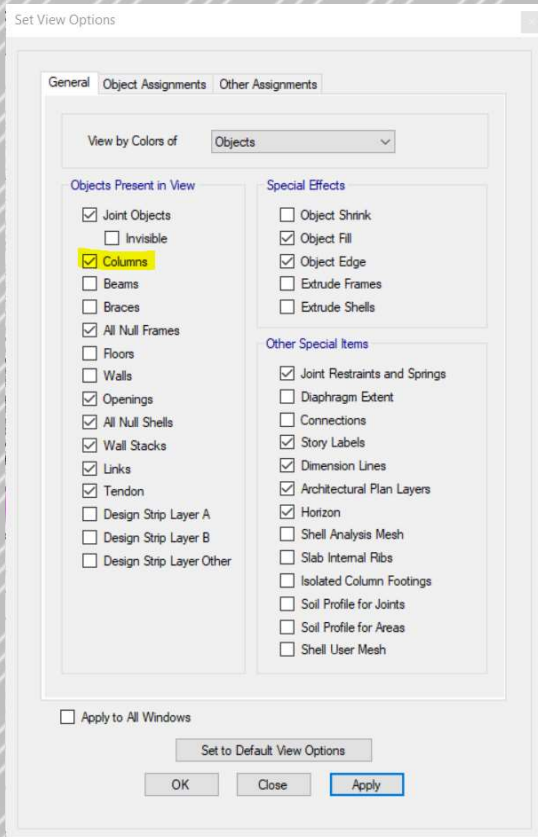 Set View Options
General
Object Assignments
Other Assignments
View by Colors of
Objects
Objects Present in View
Joint Objects
Invisible
Columns
Beams
Braces
All Null Frames
Floors
Walls
Openings
All Null Shells
Wall Stacks
Links
Tendon
Design Strip Layer A
Design Strip Layer B
Design Strip Layer Other
Special Effects
Object Shrink
Object Fill
Object Edge
Extrude Frames
Extrude Shells
Other Special Items
Joint Restraints and Springs
Diaphragm Extent
Connections
Story Labels
Dimension Lines
Architectural Plan Layers
Horizon
Shell Analysis Mesh
Slab Internal Ribs
Isolated Column Footings
Soil Profile for Joints
Soil Profile for Areas
Shell User Mesh
Apply to All Windows
Set to Default View Options
OK
Close
Apply